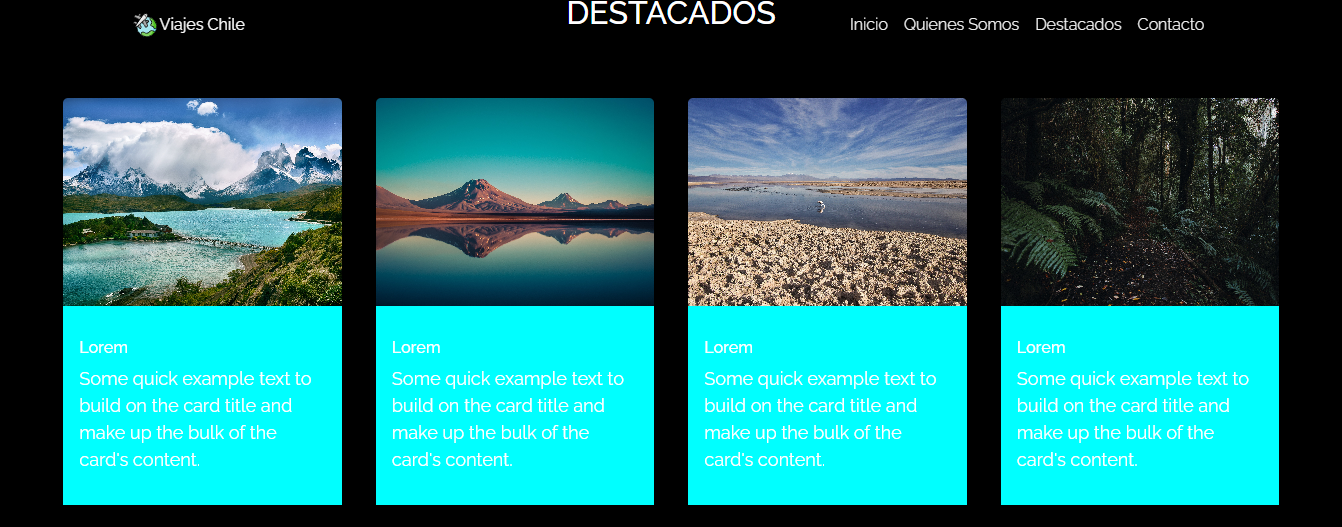 DESTACADOS
Viajes Chile
Inicio Quienes Somos Destacados Contacto
Lorem
Some quick example text to
build on the card title and
make up the bulk of the
card's content.
Lorem
Some quick example text to
build on the card title and
make up the bulk of the
card's content.
Lorem
Some quick example text to
build on the card title and
make up the bulk of the
card's content.
Lorem
Some quick example text to
build on the card title and
make up the bulk of the
card's content.